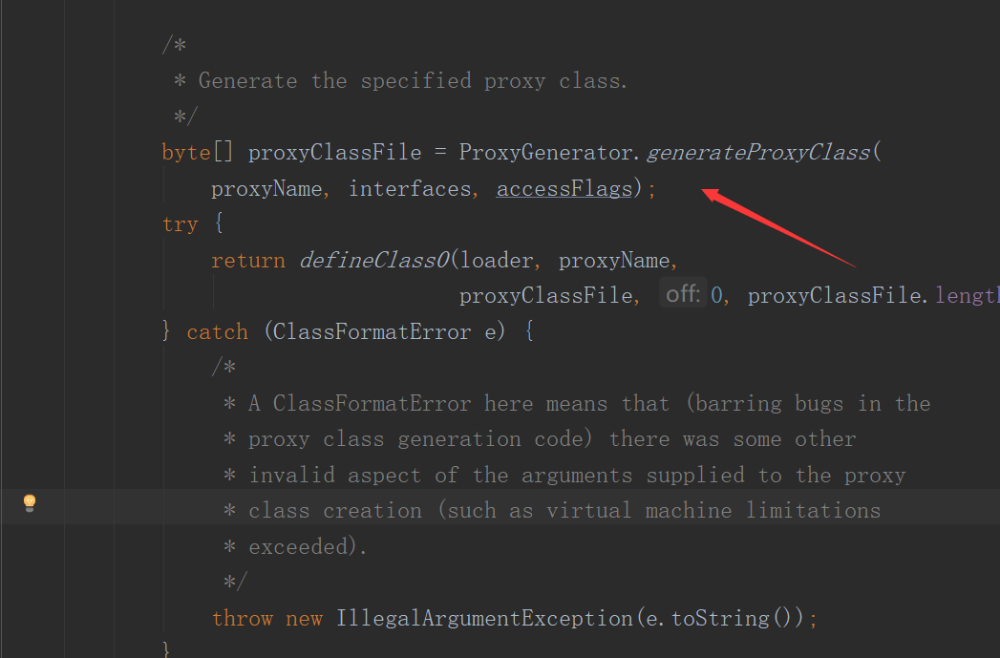 /*
* Generate the specified proxy class.
*/
byte[] proxyClassFile = ProxyGenerator.generateProxyClass(
proxyName, interfaces, accessFlags);
try {
return defineClass0(loader, proxyName,
proxyClassFile, off: 0, proxyClassFile.length
} catch (ClassFormatError e) {
/*
* A ClassFormatError here means that (barring bugs in the
* proxy class generation code) there was some other
* invalid aspect of the arguments supplied to the proxy
* class creation (such as virtual machine limitations
* exceeded).
*/
throw new IllegalArgumentException(e.toString());
}